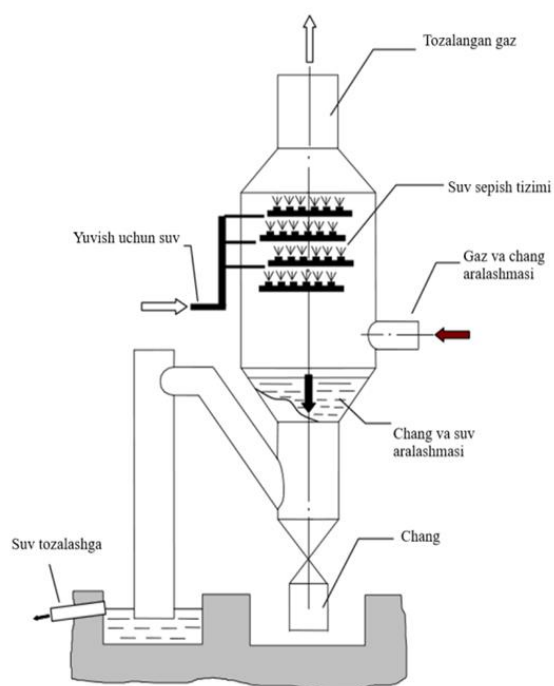 Tozalangan gaz
Suv sepish tizimi
Yuvish uchun suv
Gaz va chang
aralashmasi
Chang va suv
aralashmasi
Chang
Suv tozalashga